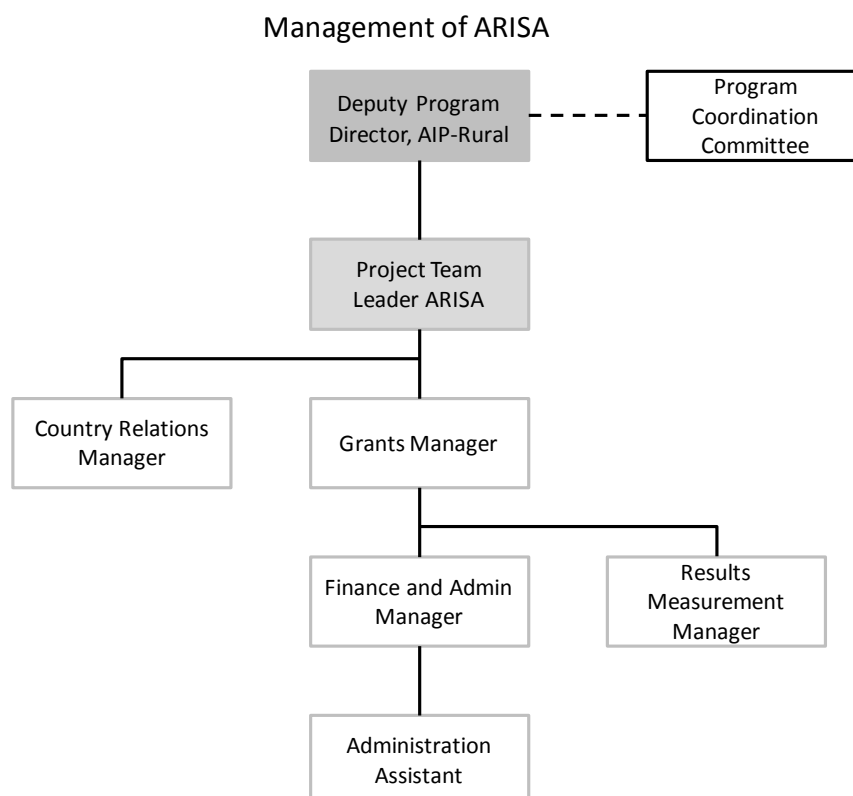 Management of ARISA
Deputy Program
Director, AIP-Rural
Program
Coordination
Committee
Project Team
Leader ARISA
Country Relations
Manager
Grants Manager
Finance and Admin
Manager
Results
Measurement
Manager
Administration
Assistant